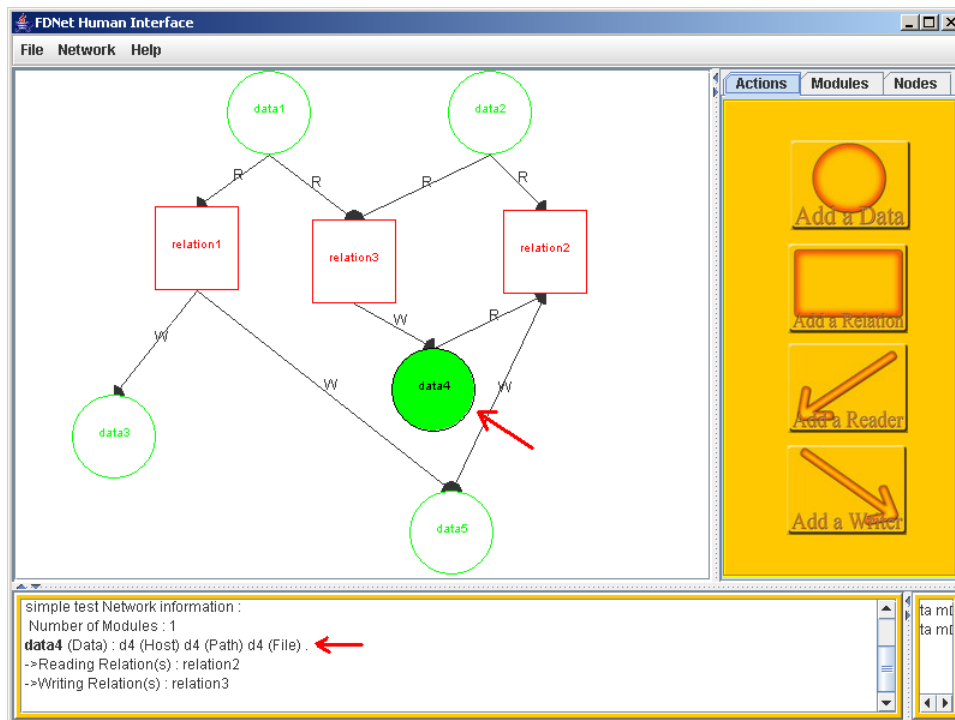 FDNet Human Interface
File Network Help
Actions Modules Nodes
data1
data2
R
R
R
R
relation1
relation3
relation2
W
W
R
W
W
data4
data3
data5
Add a Data
Add a Relation
Add a Reader
Add a Writer
simple test Network information :
Number of Modules : 1
data4 (Data) : d4 (Host) d4 (Path) d4 (File) .
->Reading Relation(s) : relation2
->Writing Relation(s) : relation3